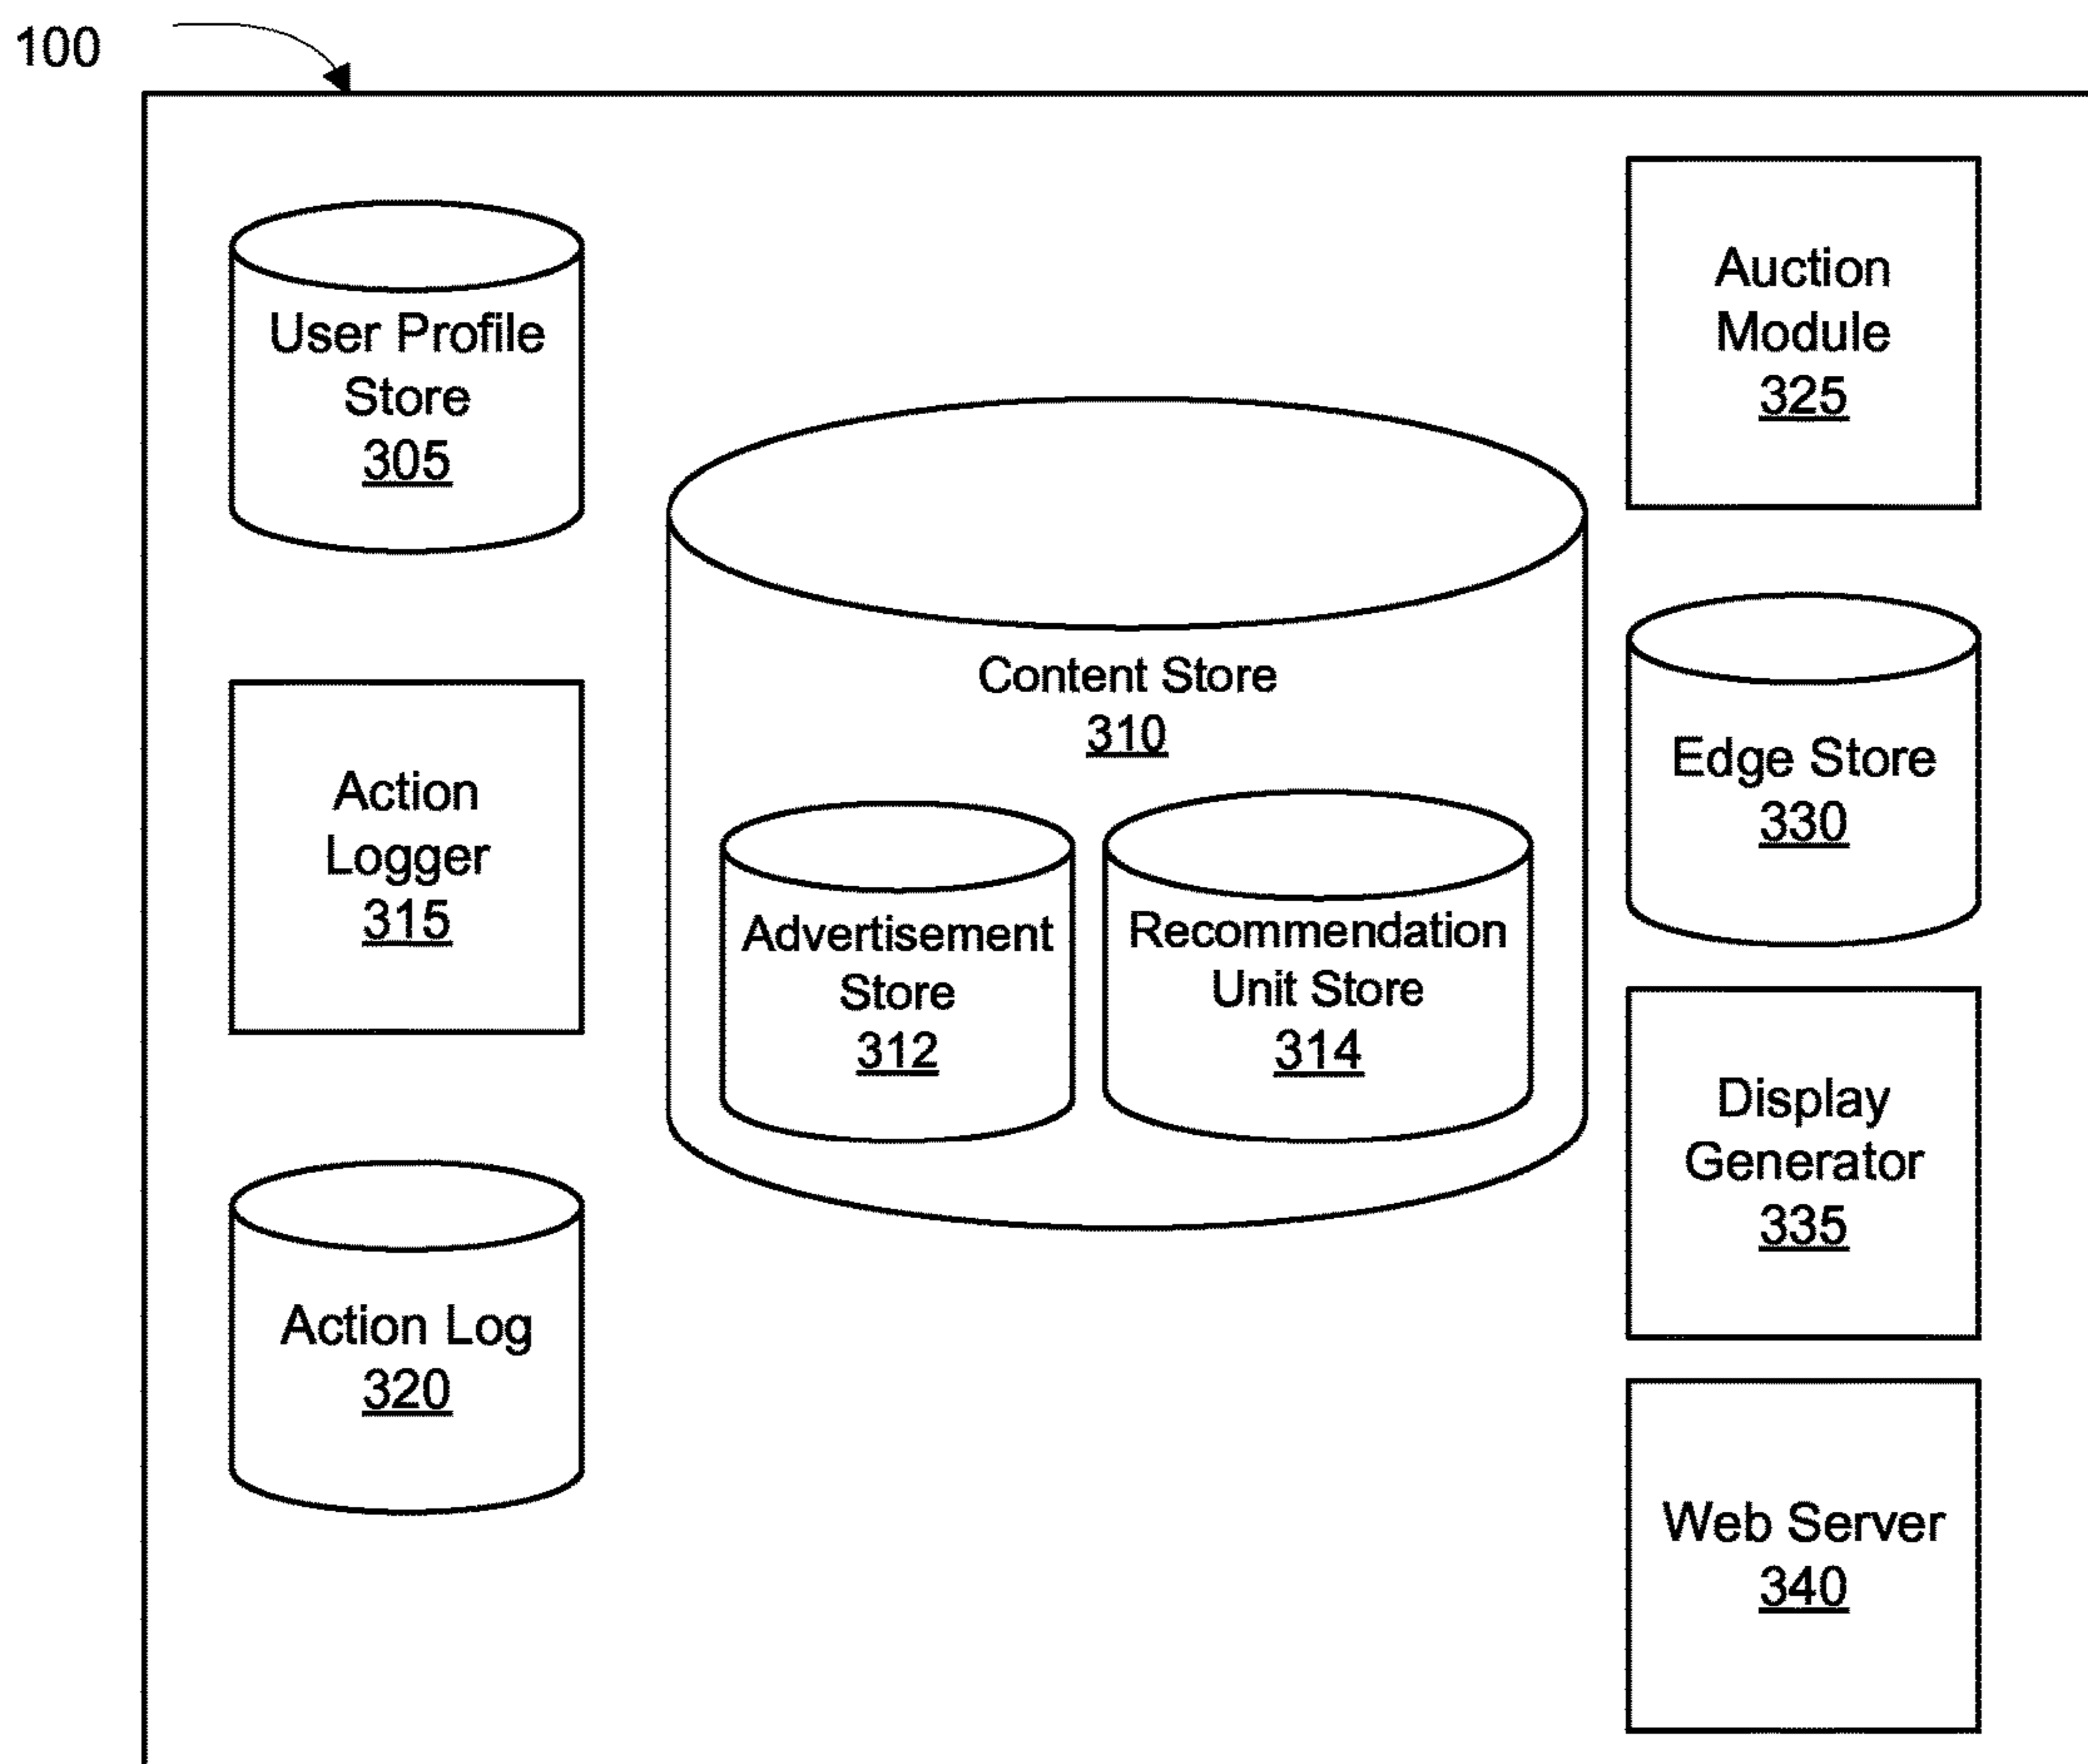 100
User Profile
Store
305
Action
Logger
315
Action Log
320
Content Store
310
Advertisement
Store
312
Recommendation
Unit Store
314
Auction
Module
325
Edge Store
330
Display
Generator
335
Web Server
340